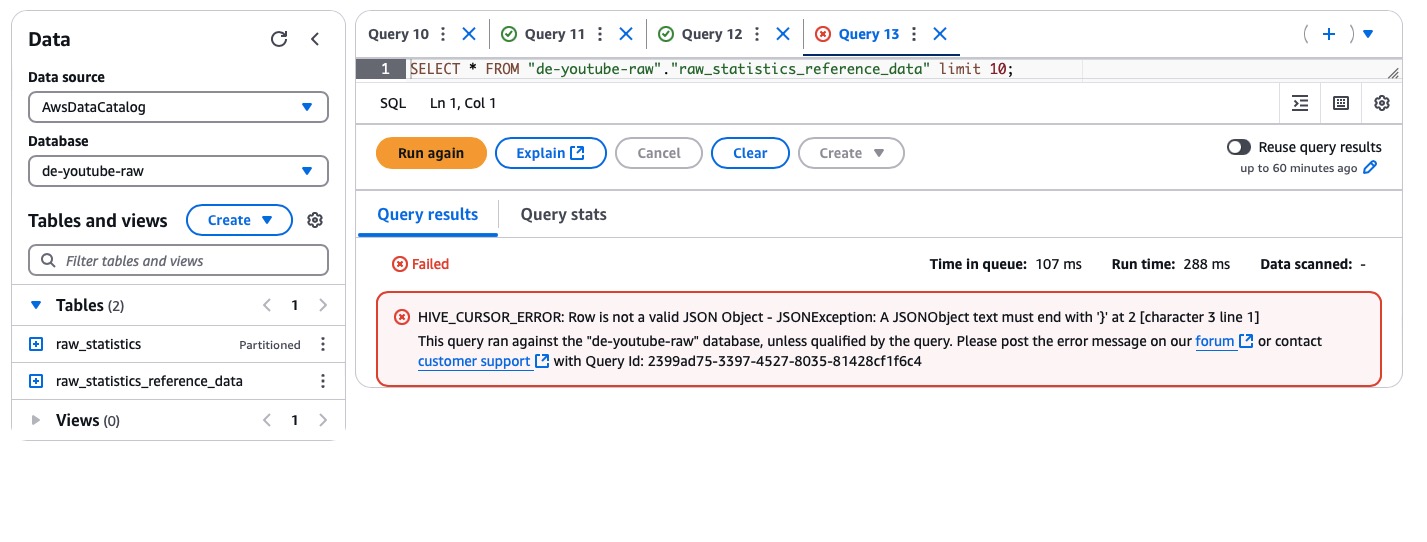 Data
Data source
AwsDataCatalog
Database
de-youtube-raw
Tables and views
Create
Filter tables and views
Tables (2)
1
raw_statistics
Partitioned
raw_statistics_reference_data
Views (0)
1
Query 10
Query 11
Query 12
Query 13
1 SELECT * FROM "de-youtube-raw"."raw_statistics_reference_data" limit 10;
SQL Ln 1, Col 1
Run again
Explain
Cancel
Clear
Create
Reuse query results
up to 60 minutes ago
Query results
Query stats
Failed
Time in queue: 107 ms
Run time: 288 ms
Data scanned: -
HIVE_CURSOR_ERROR: Row is not a valid JSON Object - JSONException: A JSONObject text must end with '}' at 2 [character 3 line 1]
This query ran against the "de-youtube-raw" database, unless qualified by the query. Please post the error message on our forum or contact
customer support with Query Id: 2399ad75-3397-4527-8035-81428cf1f6c4